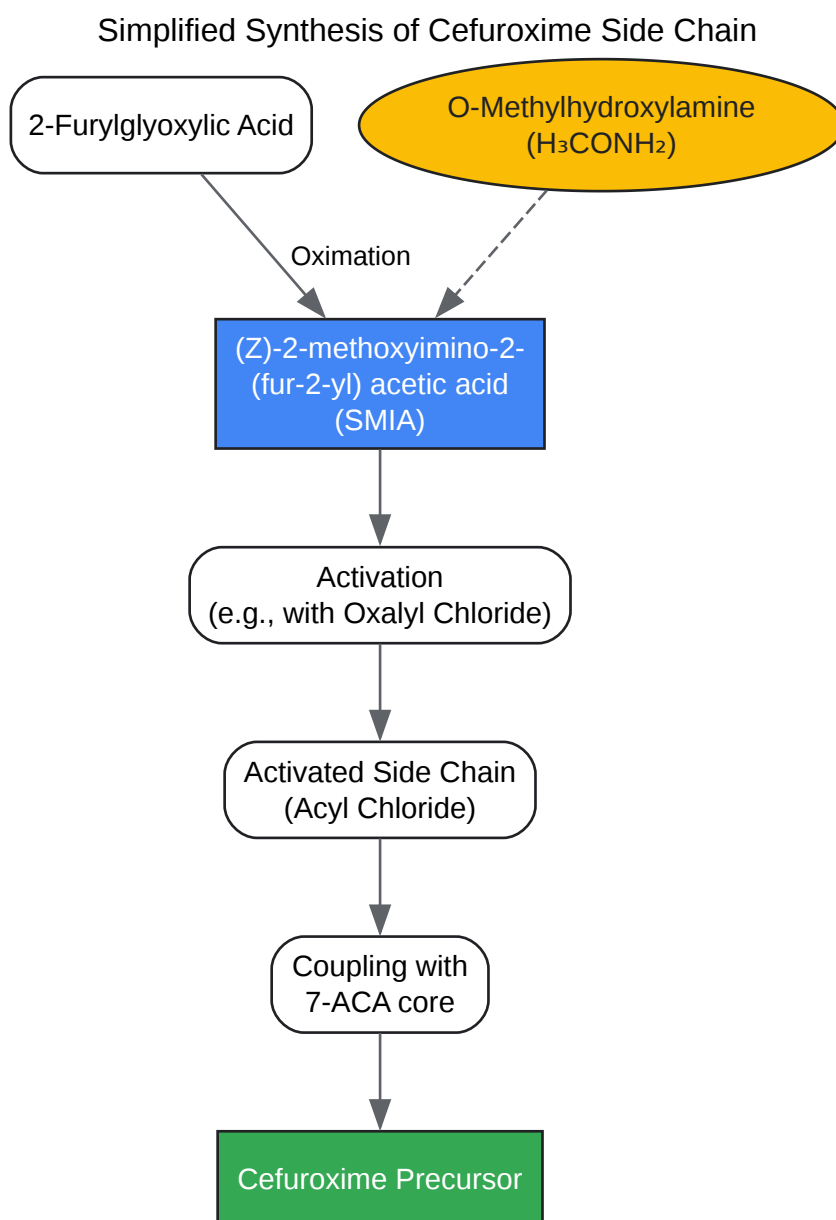 Simplified Synthesis of Cefuroxime Side Chain
2-Furylglyoxylic Acid
O-Methylhydroxylamine
(H₃CONH₂)
Oximation
(Z)-2-methoxyimino-2-
(fur-2-yl) acetic acid
(SMIA)
Activation
(e.g., with Oxalyl Chloride)
Activated Side Chain
(Acyl Chloride)
Coupling with
7-ACA core
Cefuroxime Precursor